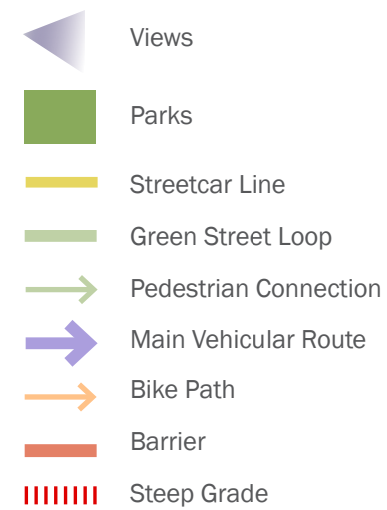 Views
Parks
Streetcar Line
Green Street Loop
Pedestrian Connection
Main Vehicular Route
Bike Path
Barrier
Steep Grade